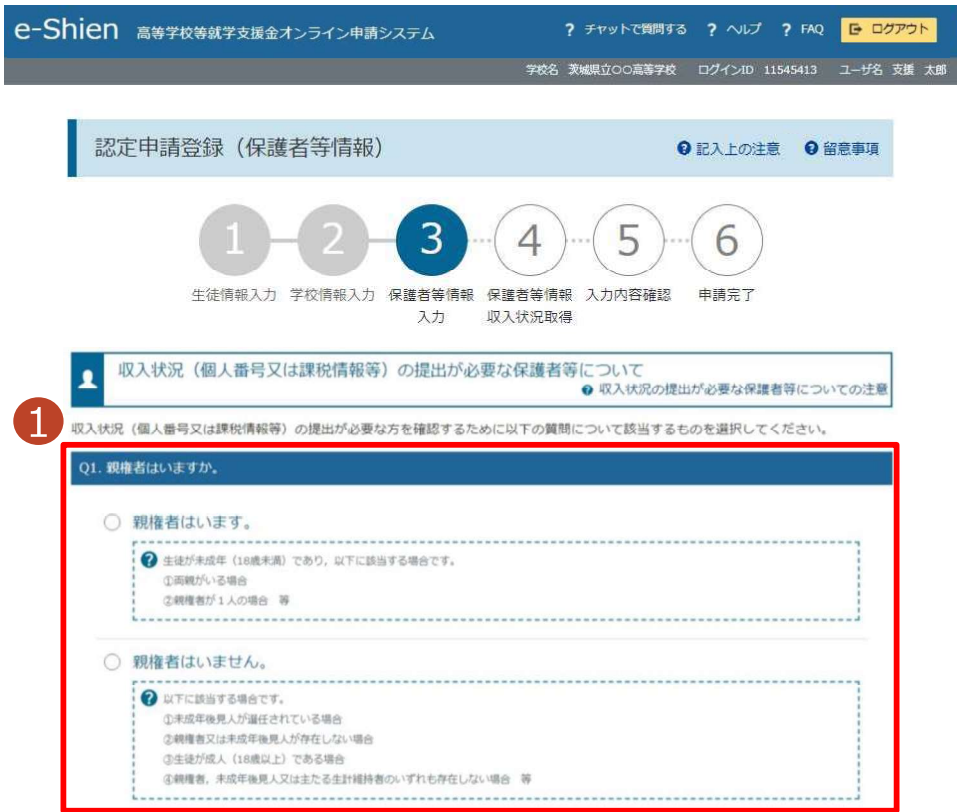 e-Shien 高等学校等就学支援金オンライン申請システム ? チャットで質問する ? ヘルプ ? FAQ ログアウト
学校名 茨城県立〇〇高等学校 ログインID 11545413 ユーザ名 支援 太郎
認定申請登録（保護者等情報） ? 記入上の注意 ? 留意事項
1 2 3 4 5 6
生徒情報入力 学校情報入力 保護者等情報 保護者等情報 入力内容確認 申請完了
入力 収入状況取得
収入状況（個人番号又は課税情報等）の提出が必要な保護者等について
? 収入状況の提出が必要な保護者等についての注意
1
収入状況（個人番号又は課税情報等）の提出が必要な方を確認するために以下の質問について該当するものを選択してください。
Q1. 親権者はいますか。
親権者はいます。
? 生徒が未成年（18歳未満）であり，以下に該当する場合です。
①両親がいる場合
②親権者が１人の場合 等
親権者はいません。
? 以下に該当する場合です。
①未成年後見人が選任されている場合
②親権者又は未成年後見人が存在しない場合
③生徒が成人（18歳以上）である場合
④親権者，未成年後見人又は主たる生計維持者のいずれも存在しない場合 等